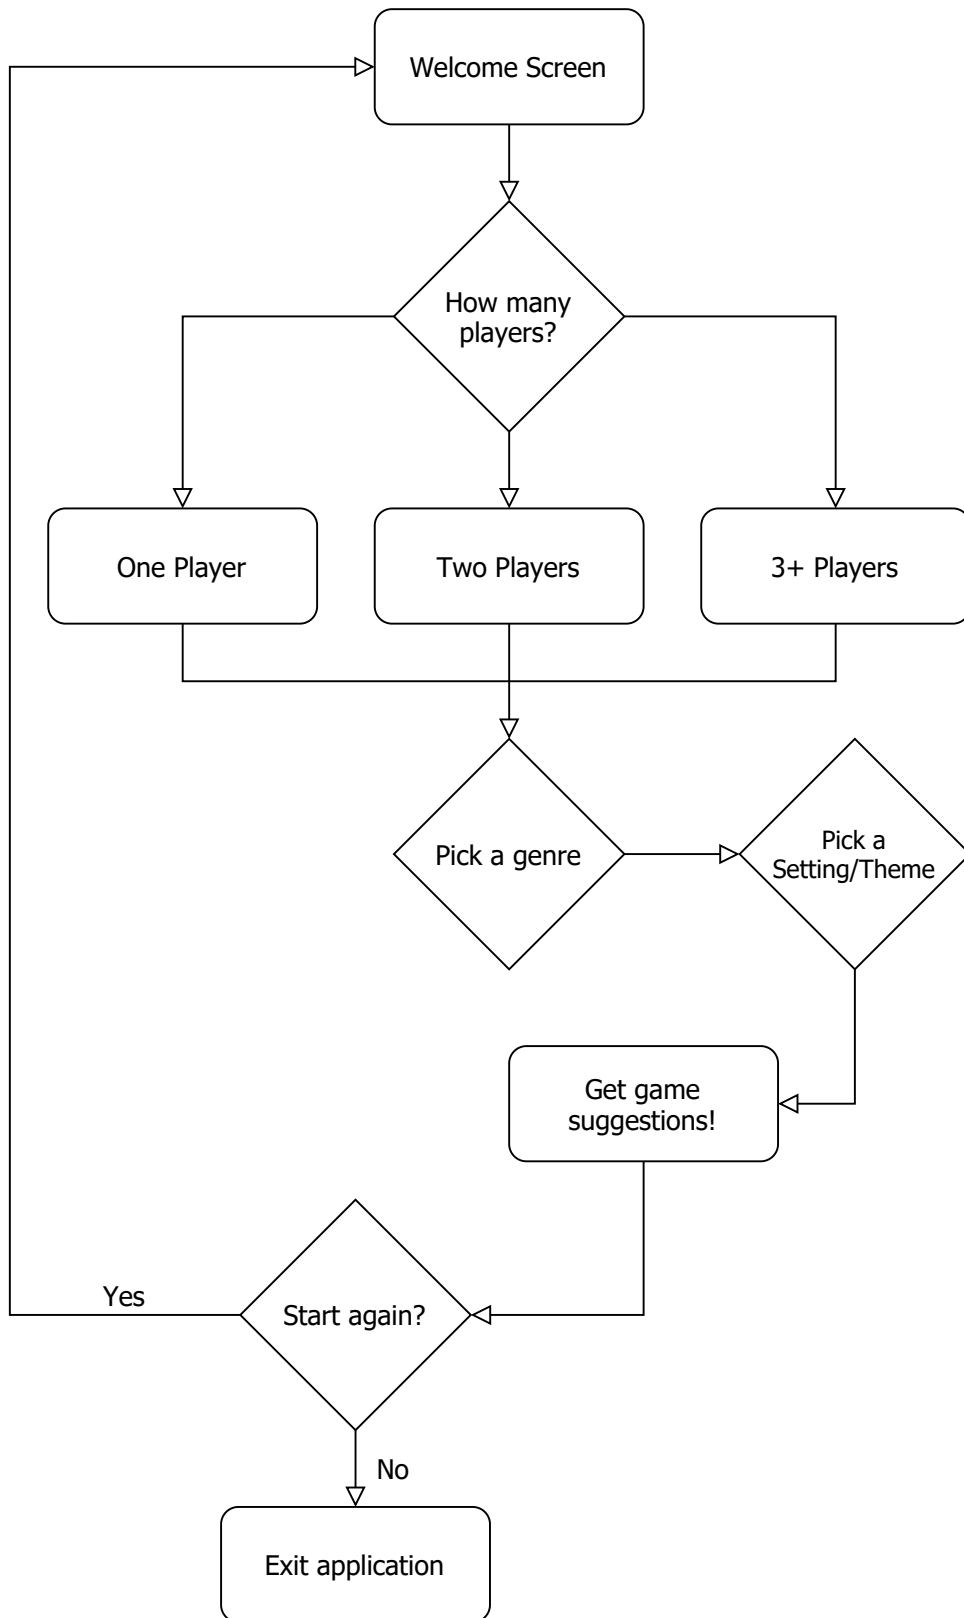 Welcome Screen
How many
players?
One Player
Two Players
3+ Players
Pick a genre
Pick a
Setting/Theme
Get game
suggestions!
Yes
Start again?
No
Exit application